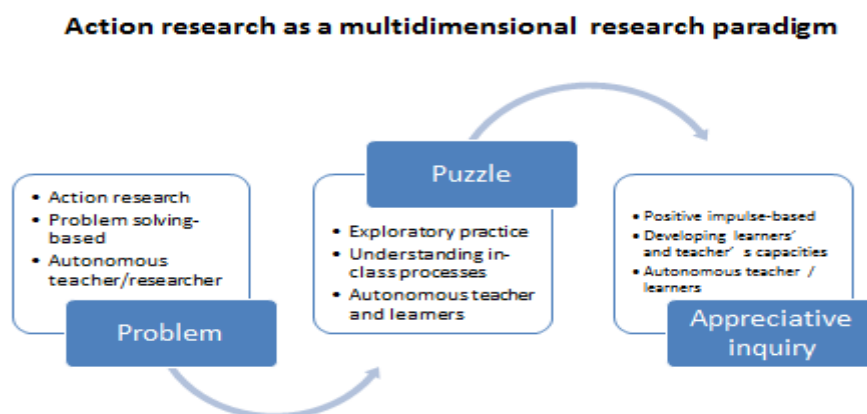 Action research as a multidimensional research paradigm
• Action research
• Problem solving-
based
• Autonomous
teacher/researcher
Problem
Puzzle
• Exploratory practice
• Understanding in-
class processes
• Autonomous teacher
and learners
• Positive impulse-based
• Developing learners'
and teacher' s capacities
• Autonomous teacher /
learners
Appreciative
inquiry